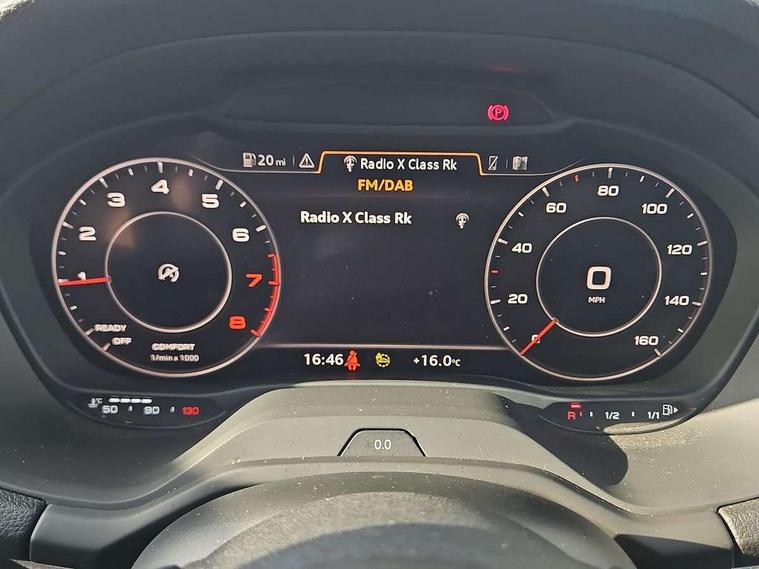 P
20 mi
Radio X Class Rk
FM/DAB
Radio X Class Rk
1 2 3 4 5 6 7 8
READY
OFF
COMFORT
1/min x 1000
A
0 20 40 60 80 100 120 140 160
0
MPH
16:46 +16.0°C
°C
50 90 130
R 1/2 1/1
0.0